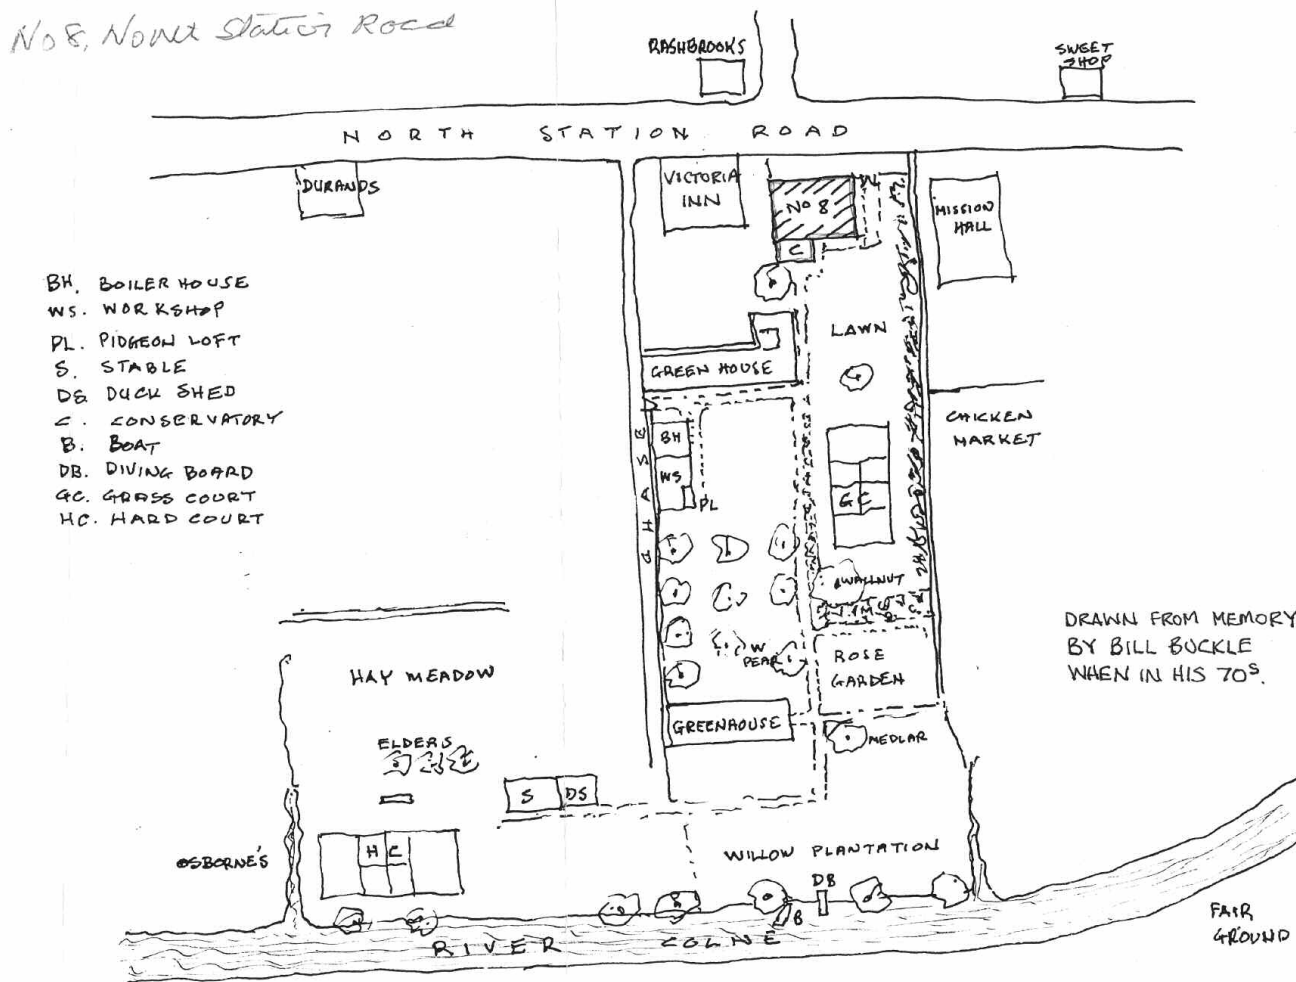 No 8, North Station Road
RASHBROOKS
SWEET
SHOP
NORTH STATION ROAD
DURANDS
VICTORIA
INN
No 8
MISSION
HALL
C
BH. BOILER HOUSE
WS. WORKSHOP
PL. PIDGEON LOFT
S. STABLE
DS. DUCK SHED
C. CONSERVATORY
B. BOAT
DB. DIVING BOARD
GC. GRASS COURT
HC. HARD COURT
LAWN
GREEN HOUSE
CHASE
BH
WS
PL
CHICKEN
MARKET
GC
WALLNUT
W
PEAR
ROSE
GARDEN
DRAWN FROM MEMORY
BY BILL BUCKLE
WHEN IN HIS 70s.
HAY MEADOW
GREENHOUSE
MEDLAR
ELDERS
S
DS
OSBORNE'S
HC
WILLOW PLANTATION
DB
B
RIVER COLNE
FAIR
GROUND